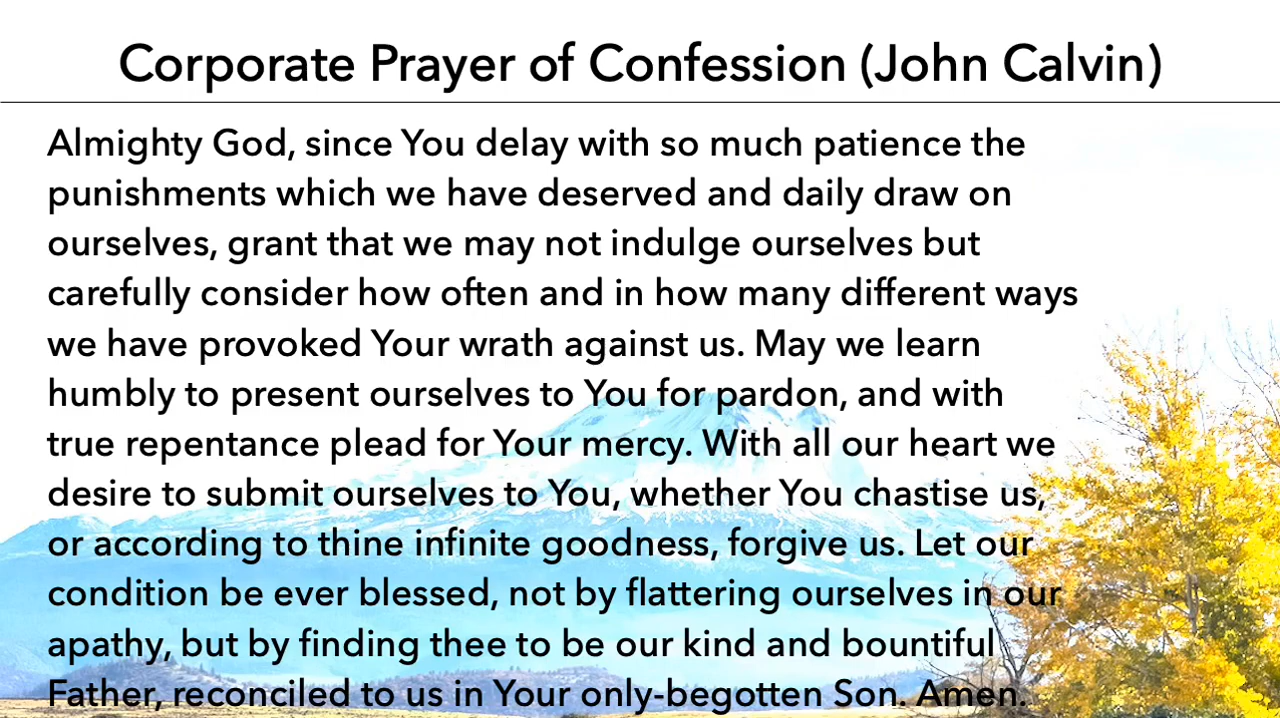 Corporate Prayer of Confession (John Calvin)
Almighty God, since You delay with so much patience the
punishments which we have deserved and daily draw on
ourselves, grant that we may not indulge ourselves but
carefully consider how often and in how many different ways
we have provoked Your wrath against us. May we learn
humbly to present ourselves to You for pardon, and with
true repentance plead for Your mercy. With all our heart we
desire to submit ourselves to You, whether You chastise us,
or according to thine infinite goodness, forgive us. Let our
condition be ever blessed, not by flattering ourselves in our
apathy, but by finding thee to be our kind and bountiful
Father, reconciled to us in Your only-begotten Son. Amen.